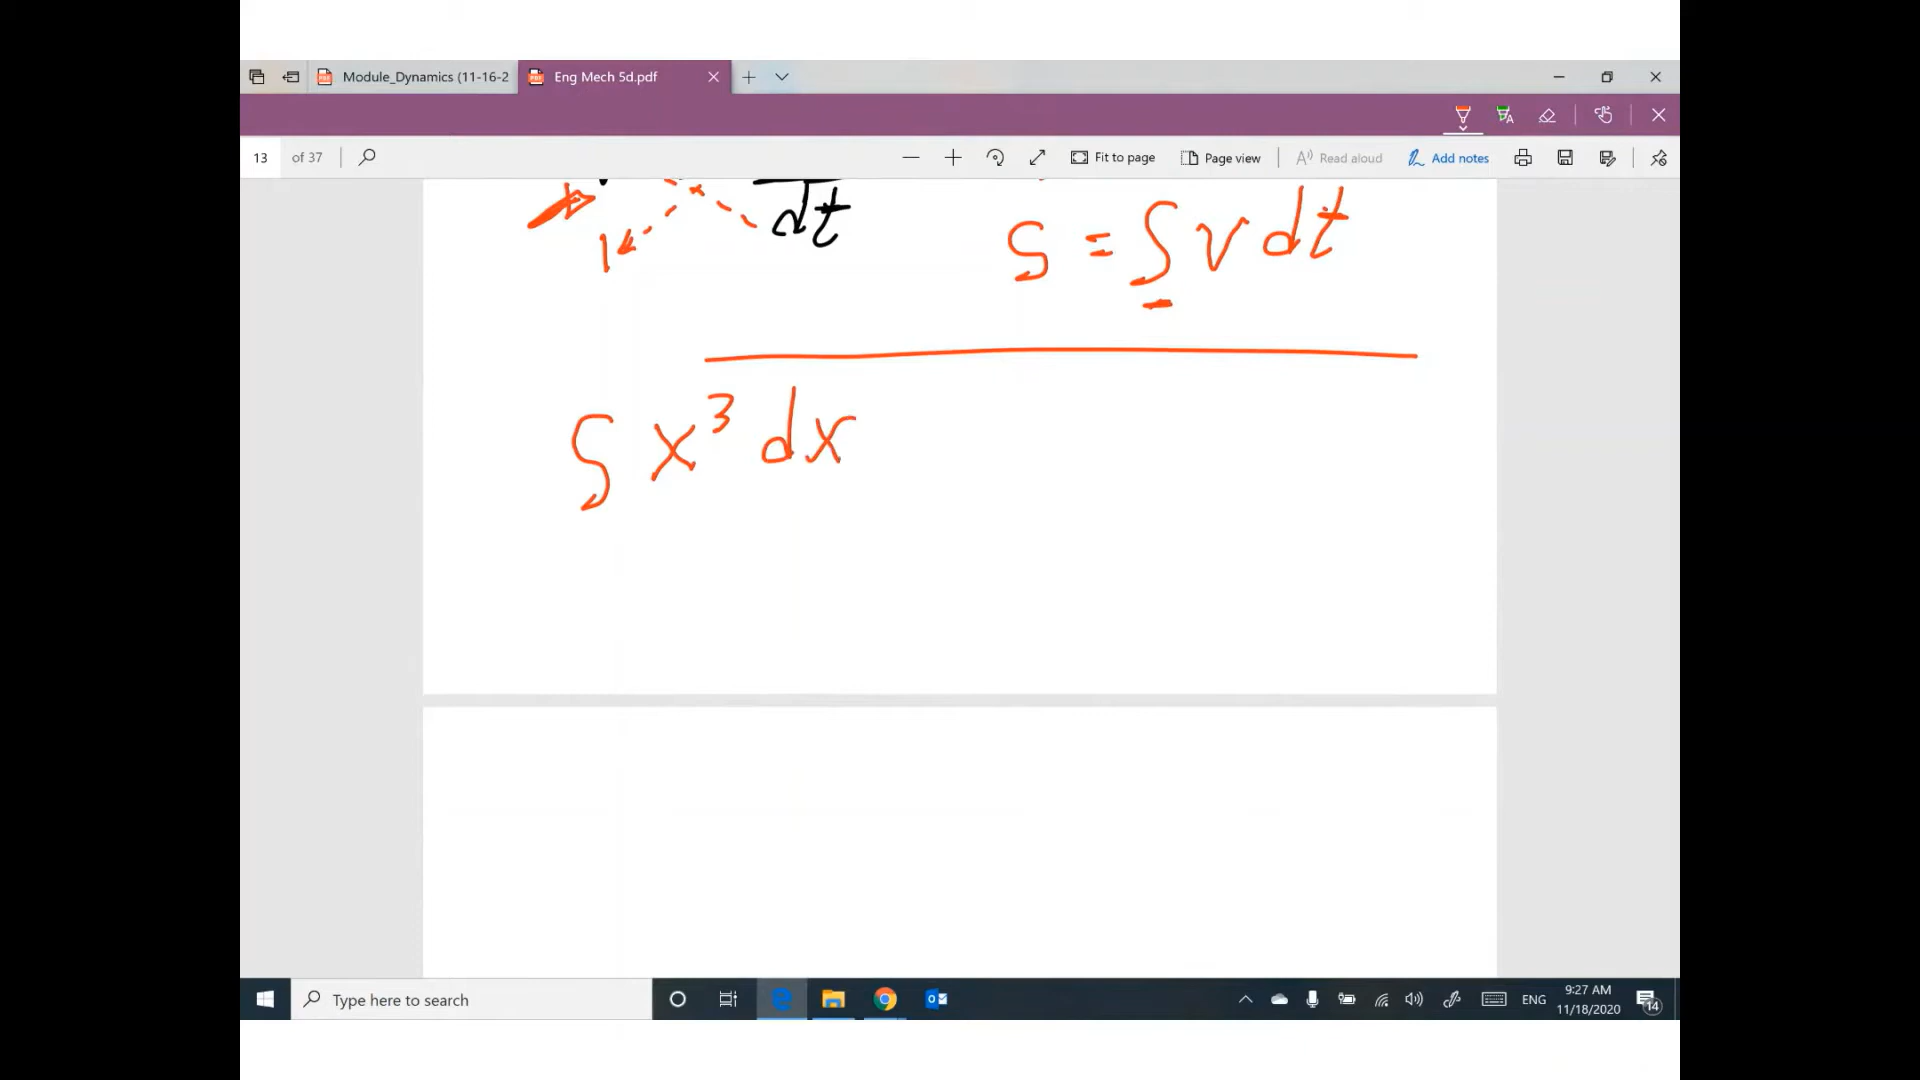 Module_Dynamics (11-16-2
Eng Mech 5d.pdf
13 of 37
Fit to page
Page view
Read aloud
Add notes
dt
s = ∫ v dt
∫ x³ dx
Type here to search
ENG
9:27 AM
11/18/2020
14